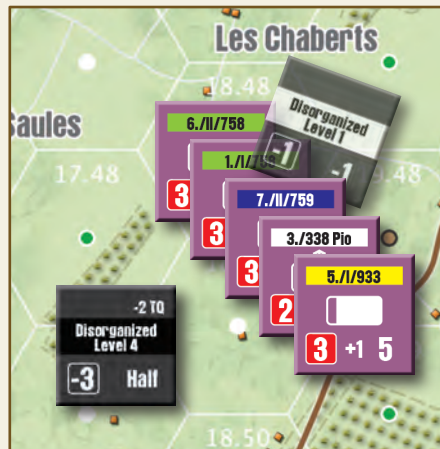 Les Chaberts
18.48
Disorganized
Level 1
-1 -1
6./II/758
3
Saules
17.48
9.48
1./I/758
3
7./II/759
3
3./338 Pio
2
5./I/933
3 +1 5
-2 TQ
Disorganized
Level 4
-3 Half
18.50